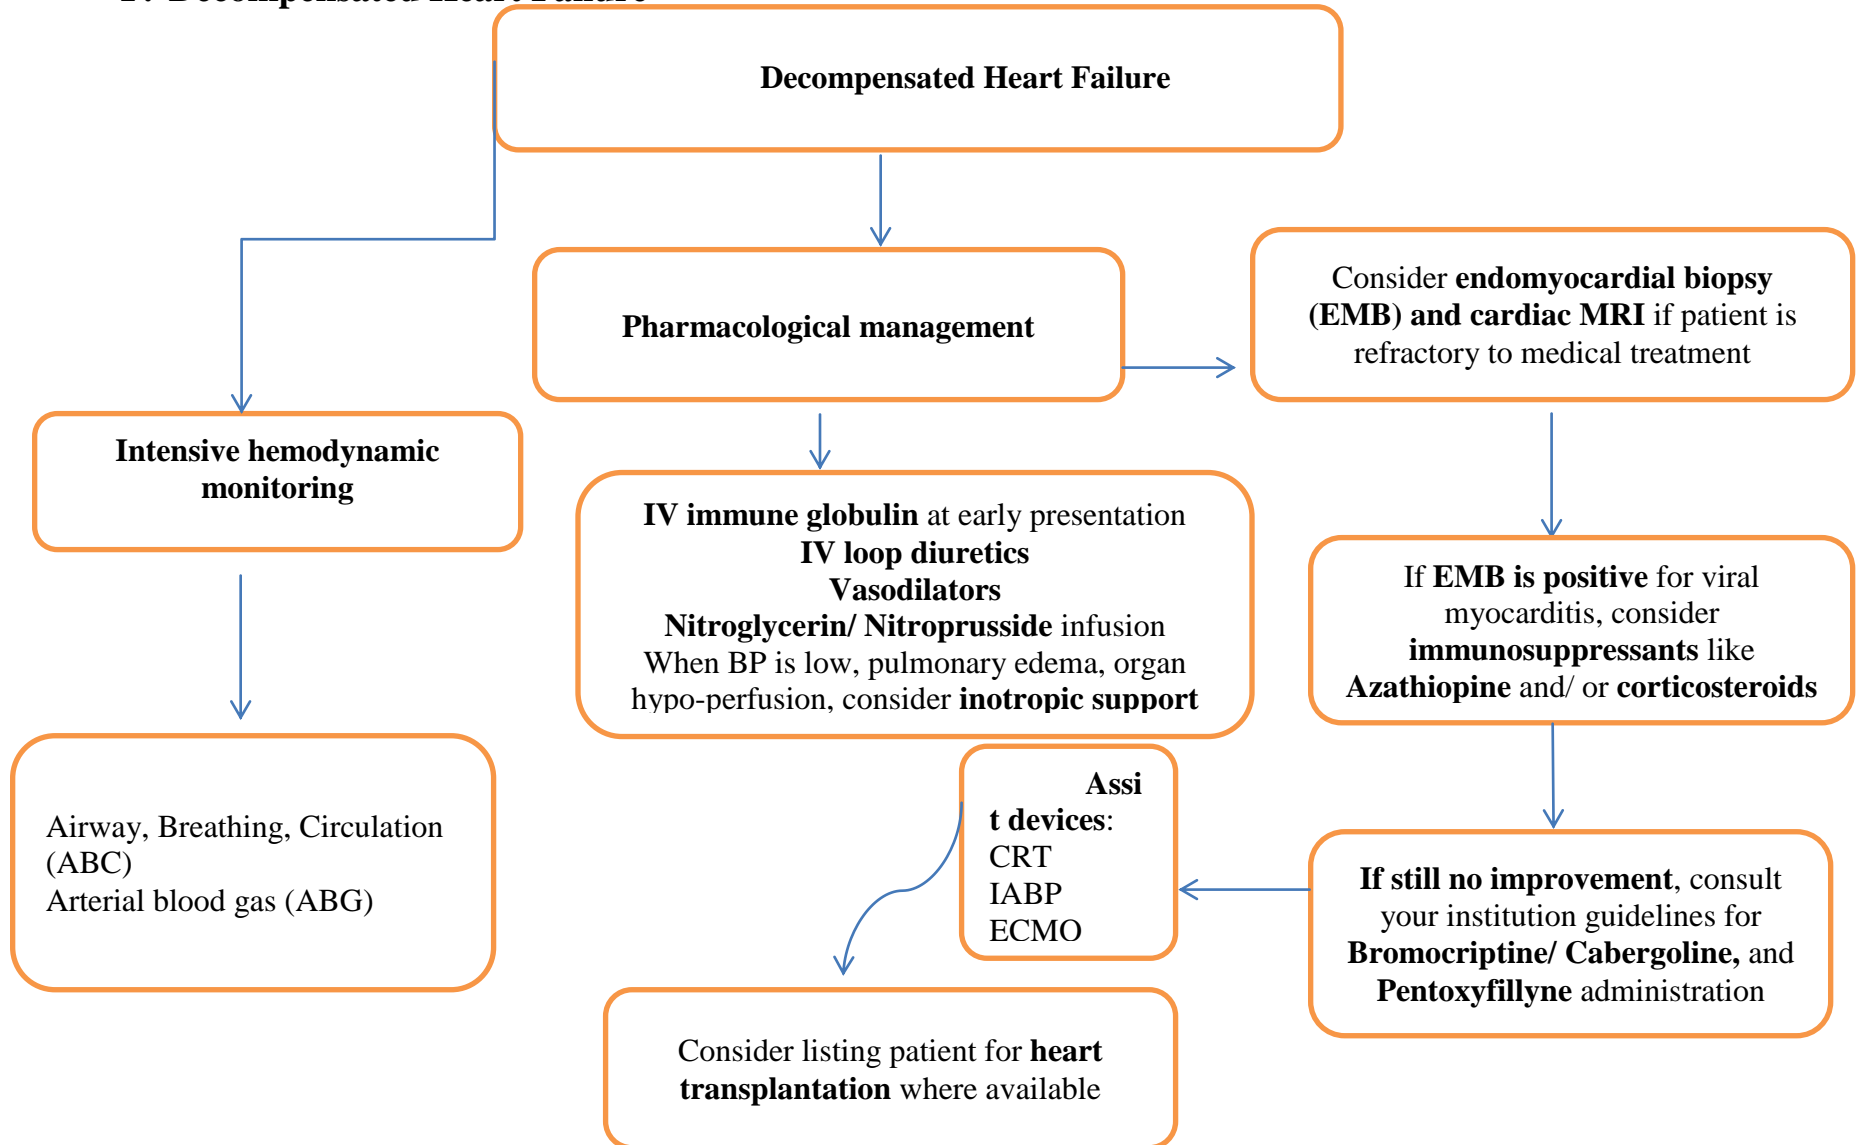 Decompensated Heart Failure
Decompensated Heart Failure
Pharmacological management
Consider endomyocardial biopsy
(EMB) and cardiac MRI if patient is
refractory to medical treatment
Intensive hemodynamic
monitoring
IV immune globulin at early presentation
IV loop diuretics
Vasodilators
Nitroglycerin/ Nitroprusside infusion
When BP is low, pulmonary edema, organ
hypo-perfusion, consider inotropic support
If EMB is positive for viral
myocarditis, consider
immunosuppressants like
Azathiopine and/ or corticosteroids
Airway, Breathing, Circulation
(ABC)
Arterial blood gas (ABG)
Assi
t devices:
CRT
IABP
ECMO
If still no improvement, consult
your institution guidelines for
Bromocriptine/ Cabergoline, and
Pentoxyfillyne administration
Consider listing patient for heart
transplantation where available